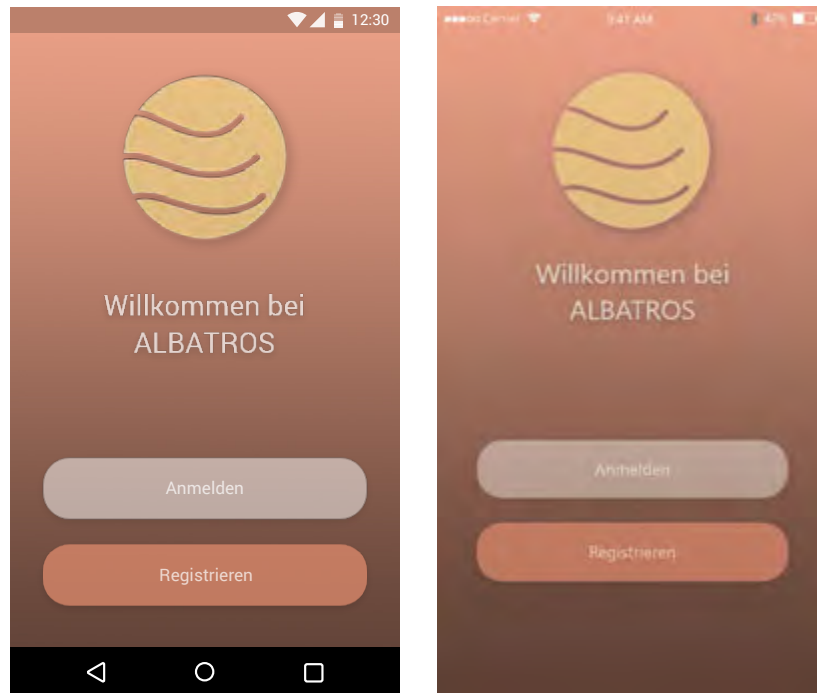 12:30
Willkommen bei
ALBATROS
Anmelden
Registrieren
9:41 AM
Willkommen bei
ALBATROS
Anmelden
Registrieren